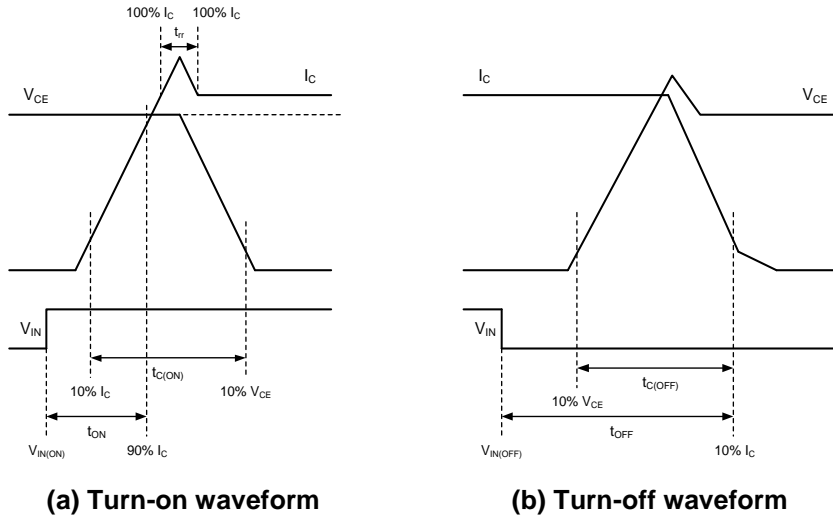 100% I_C 100% I_C
t_rr
I_C
V_CE
V_IN
t_C(ON)
10% I_C
10% V_CE
t_ON
V_IN(ON)
90% I_C
(a) Turn-on waveform
I_C
V_CE
V_IN
t_C(OFF)
10% V_CE
t_OFF
V_IN(OFF)
10% I_C
(b) Turn-off waveform